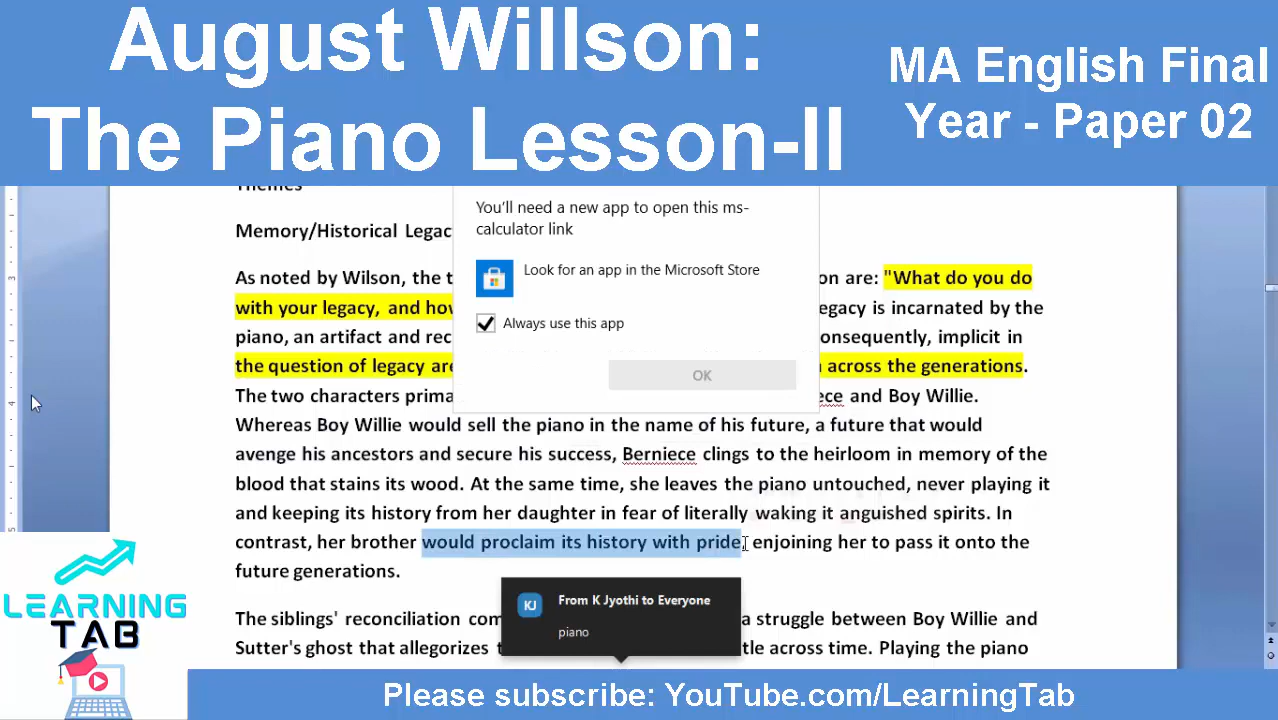 August Willson:
The Piano Lesson-II
MA English Final
Year - Paper 02
Themes
Memory/Historical Legac
You'll need a new app to open this ms-
calculator link
Look for an app in the Microsoft Store
Always use this app
OK
As noted by Wilson, the t on are: "What do you do
with your legacy, and how egacy is incarnated by the
piano, an artifact and rec onsequently, implicit in
the question of legacy are across the generations.
The two characters prima ece and Boy Willie.
Whereas Boy Willie would sell the piano in the name of his future, a future that would
avenge his ancestors and secure his success, Berniece clings to the heirloom in memory of the
blood that stains its wood. At the same time, she leaves the piano untouched, never playing it
and keeping its history from her daughter in fear of literally waking it anguished spirits. In
contrast, her brother would proclaim its history with pride, enjoining her to pass it onto the
future generations.
KJ From K Jyothi to Everyone
piano
The siblings' reconciliation com a struggle between Boy Willie and
Sutter's ghost that allegorizes t tle across time. Playing the piano
LEARNING
TAB
Please subscribe: YouTube.com/LearningTab